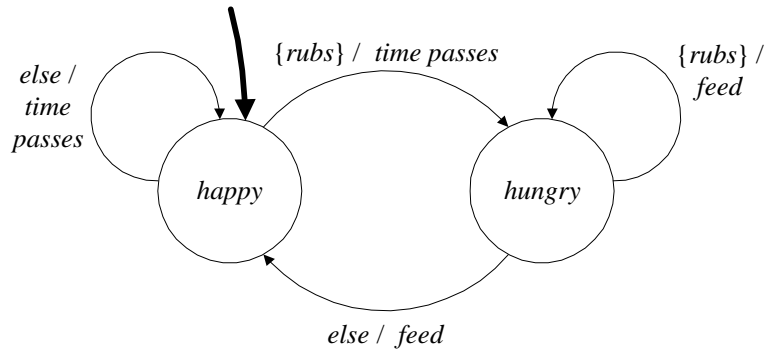 {rubs} / time passes
else /
time
passes
{rubs} /
feed
happy
hungry
else / feed